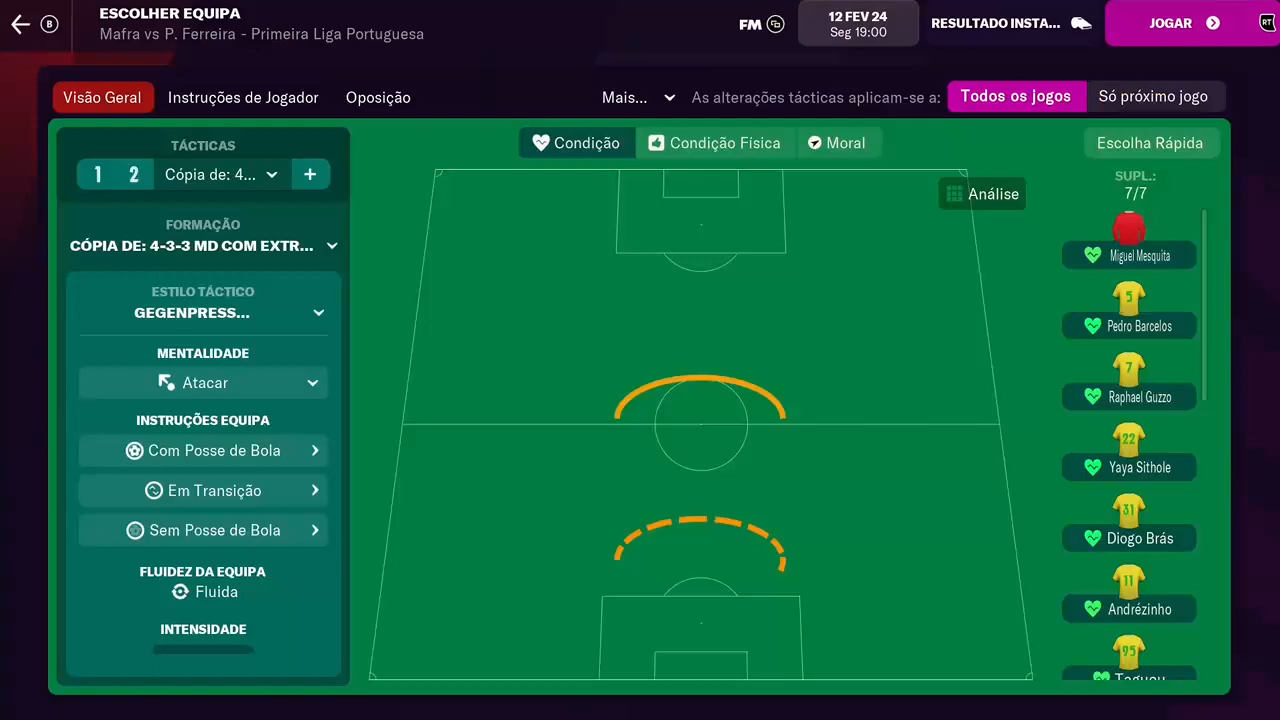 B
ESCOLHER EQUIPA
Mafra vs P. Ferreira - Primeira Liga Portuguesa
FM
12 FEV 24
Seg 19:00
RESULTADO INSTA...
JOGAR
RT
Visão Geral
Instruções de Jogador
Oposição
Mais...
As alterações tácticas aplicam-se a:
Todos os jogos
Só próximo jogo
TÁCTICAS
1 2 Cópia de: 4... +
FORMAÇÃO
CÓPIA DE: 4-3-3 MD COM EXTR...
ESTILO TÁCTICO
GEGENPRESS...
MENTALIDADE
Atacar
INSTRUÇÕES EQUIPA
Com Posse de Bola
Em Transição
Sem Posse de Bola
FLUIDEZ DA EQUIPA
Fluida
INTENSIDADE
Condição
Condição Física
Moral
Análise
Escolha Rápida
SUPL.:
7/7
Miguel Mesquita
5
Pedro Barcelos
7
Raphael Guzzo
22
Yaya Sithole
31
Diogo Brás
11
Andrézinho
95
Tagueu